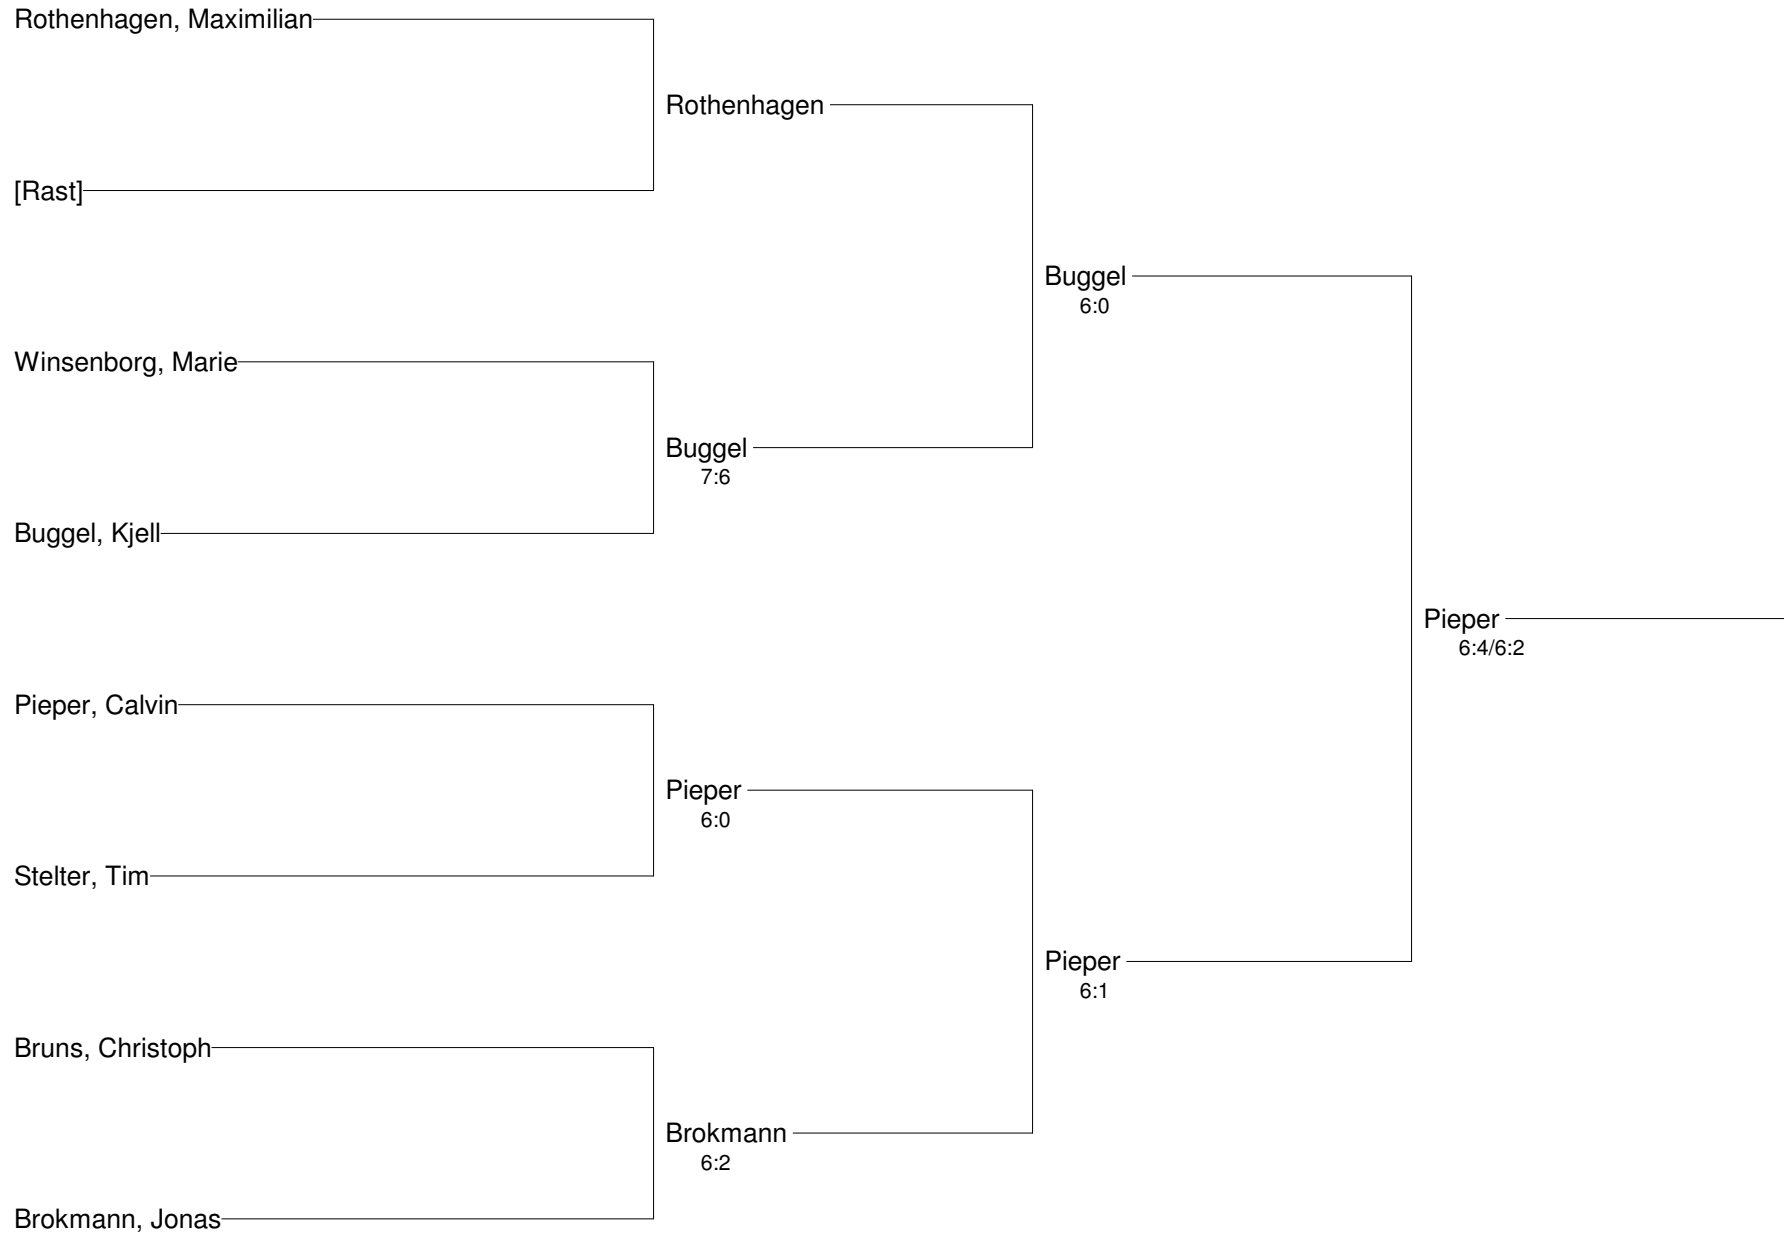 Rothenhagen, Maximilian
Rothenhagen
[Rast]
Buggel
6:0
Winsenborg, Marie
Buggel
7:6
Buggel, Kjell
Pieper
6:4/6:2
Pieper, Calvin
Pieper
6:0
Stelter, Tim
Pieper
6:1
Bruns, Christoph
Brokmann
6:2
Brokmann, Jonas